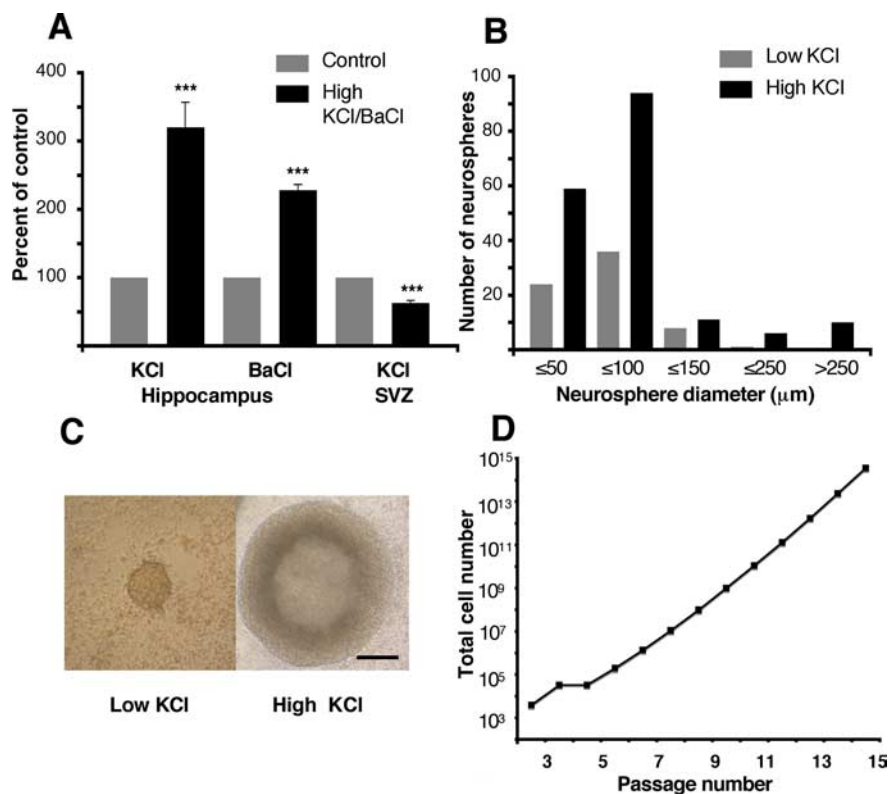 A
Control
High
KCl/BaCl
Percent of control
400
300
200
100
***
***
***
KCl
BaCl
KCl
Hippocampus
SVZ
B
Low KCl
High KCl
Number of neurospheres
100
80
60
40
20
≤50
≤100
≤150
≤250
>250
Neurosphere diameter (μm)
C
Low KCl
High KCl
D
Total cell number
10¹⁵
10¹³
10¹¹
10⁹
10⁷
10⁵
10³
3
5
7
9
11
13
15
Passage number